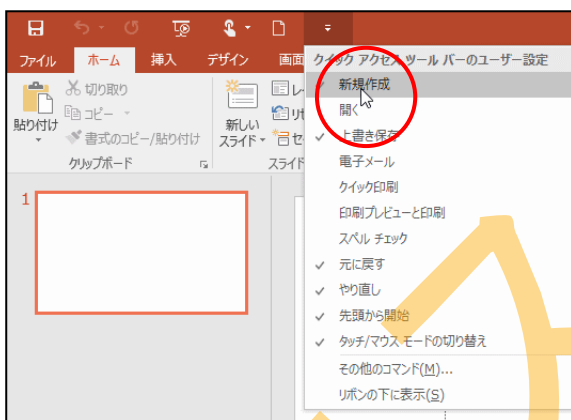 ファイル ホーム 挿入 デザイン 画面
クイック アクセス ツール バーのユーザー設定
切り取り
コピー
書式のコピー/貼り付け
貼り付け
クリップボード
新しい
スライド
レ
リセ
セ
スライド
1
新規作成
開く
上書き保存
電子メール
クイック印刷
印刷プレビューと印刷
スペル チェック
元に戻す
やり直し
先頭から開始
タッチ/マウス モードの切り替え
その他のコマンド(M)...
リボンの下に表示(S)